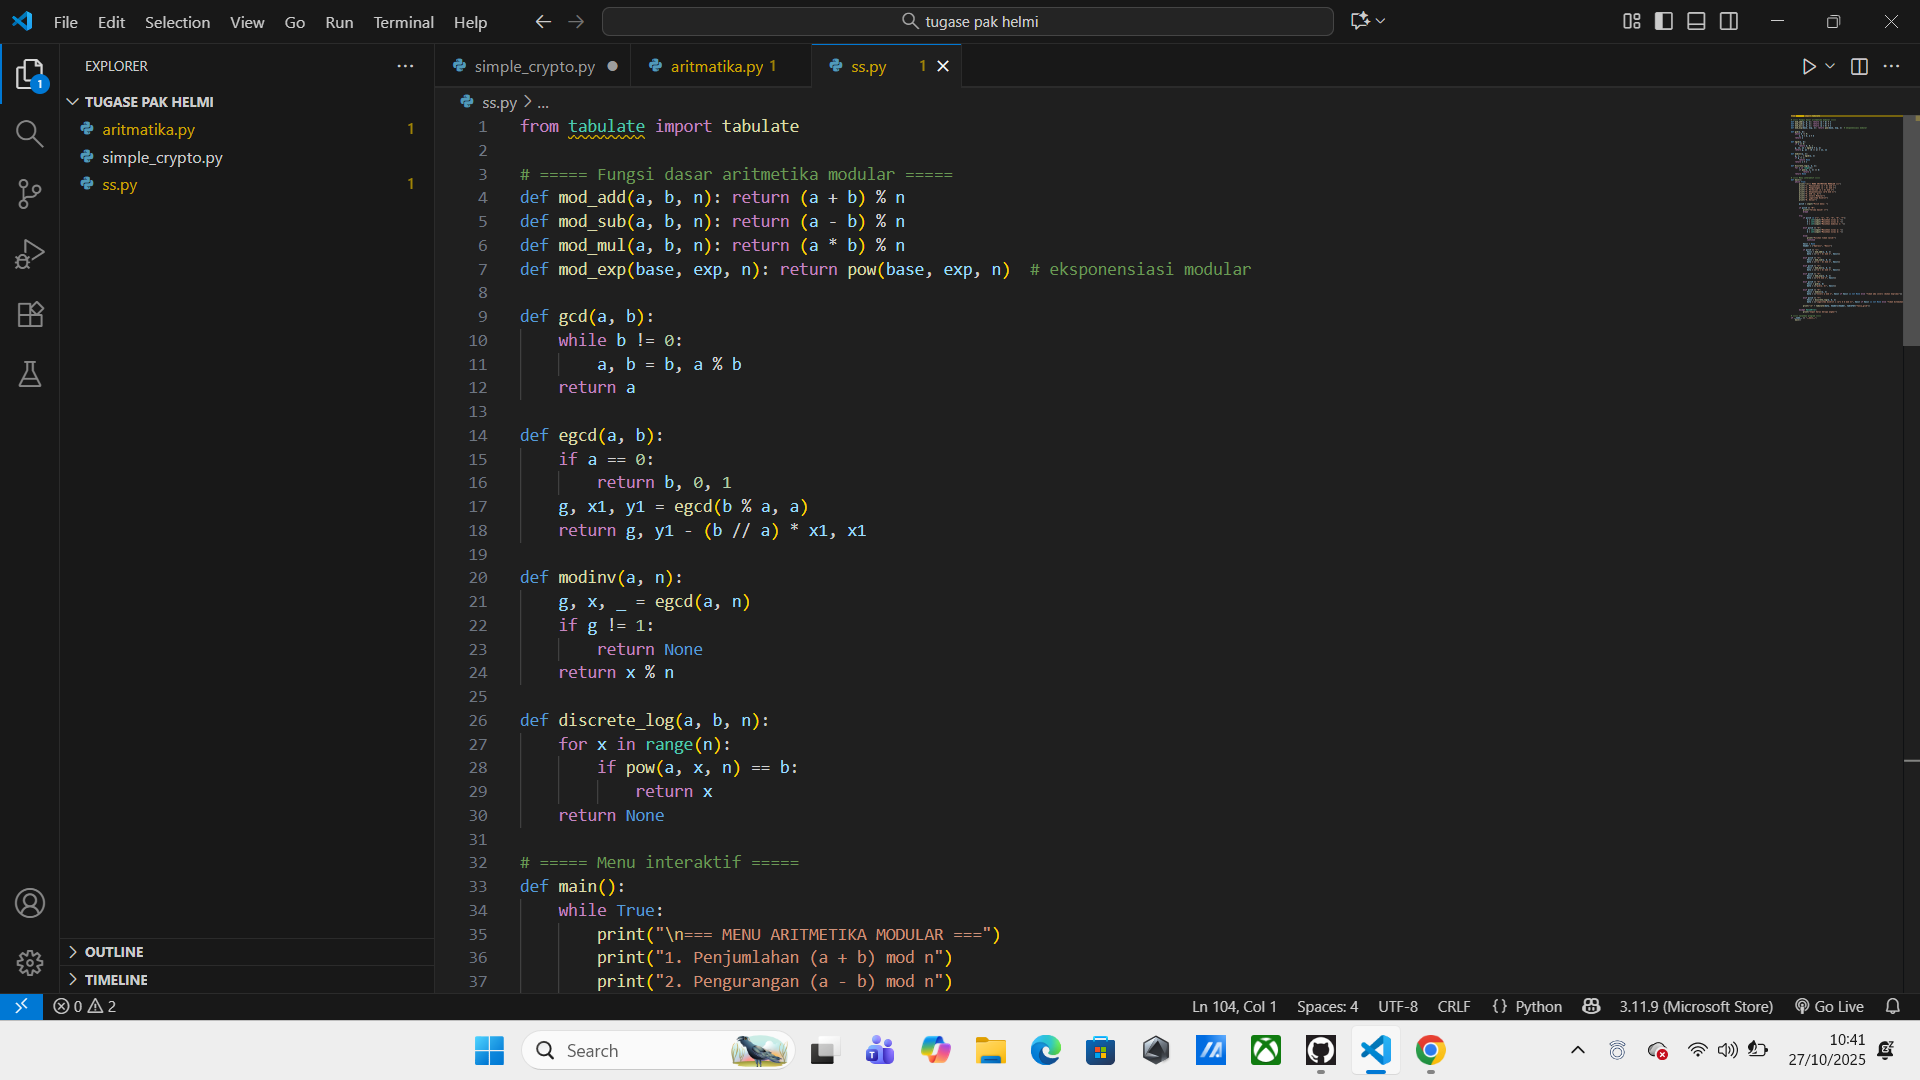 File Edit Selection View Go Run Terminal Help
tugase pak helmi
EXPLORER
1
TUGASE PAK HELMI
aritmatika.py 1
simple_crypto.py
ss.py 1
simple_crypto.py
aritmatika.py 1
ss.py 1
ss.py > ...
1 from tabulate import tabulate
2
3 # ===== Fungsi dasar aritmetika modular =====
4 def mod_add(a, b, n): return (a + b) % n
5 def mod_sub(a, b, n): return (a - b) % n
6 def mod_mul(a, b, n): return (a * b) % n
7 def mod_exp(base, exp, n): return pow(base, exp, n)  # eksponensiasi modular
8
9 def gcd(a, b):
10     while b != 0:
11         a, b = b, a % b
12     return a
13
14 def egcd(a, b):
15     if a == 0:
16         return b, 0, 1
17     g, x1, y1 = egcd(b % a, a)
18     return g, y1 - (b // a) * x1, x1
19
20 def modinv(a, n):
21     g, x, _ = egcd(a, n)
22     if g != 1:
23         return None
24     return x % n
25
26 def discrete_log(a, b, n):
27     for x in range(n):
28         if pow(a, x, n) == b:
29             return x
30     return None
31
32 # ===== Menu interaktif =====
33 def main():
34     while True:
35         print("\n=== MENU ARITMETIKA MODULAR ===")
36         print("1. Penjumlahan (a + b) mod n")
37         print("2. Pengurangan (a - b) mod n")
OUTLINE
TIMELINE
0 2
Ln 104, Col 1 Spaces: 4 UTF-8 CRLF {} Python 3.11.9 (Microsoft Store) Go Live
Search
10:41
27/10/2025